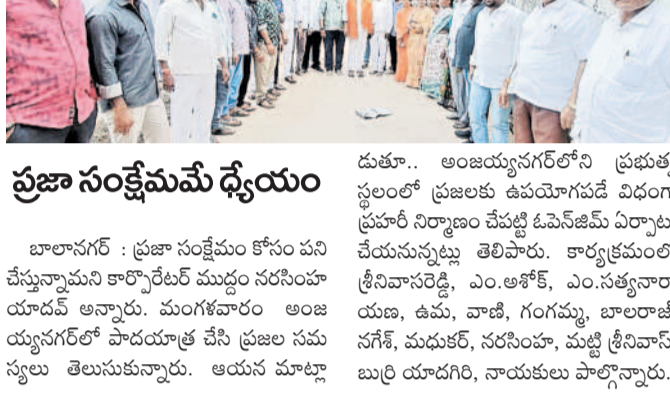 ప్రజా సంక్షేమమే ధ్యేయం
బాలానగర్ : ప్రజా సంక్షేమం కోసం పని
చేస్తున్నామని కార్పొరేటర్ ముద్దం నరసింహ
యాదవ్ అన్నారు. మంగళవారం అంజ
య్యనగర్‌లో పాదయాత్ర చేసి ప్రజల సమ
స్యలు తెలుసుకున్నారు. ఆయన మాట్లా
డుతూ.. అంజయ్యనగర్‌లోని ప్రభుత్వ
స్థలంలో ప్రజలకు ఉపయోగపడే విధంగా
ప్రహరీ నిర్మాణం చేపట్టి ఓపెన్‌జిమ్ ఏర్పాటు
చేయనున్నట్లు తెలిపారు. కార్యక్రమంలో
శ్రీనివాసరెడ్డి, ఎం.అశోక్, ఎం.సత్యనారా
యణ, ఉమ, వాణి, గంగమ్మ, బాలరాజ్
నగేశ్, మధుకర్, నరసింహ, మట్టి శ్రీనివాస్
బుర్రి యాదగిరి, నాయకులు పాల్గొన్నారు.